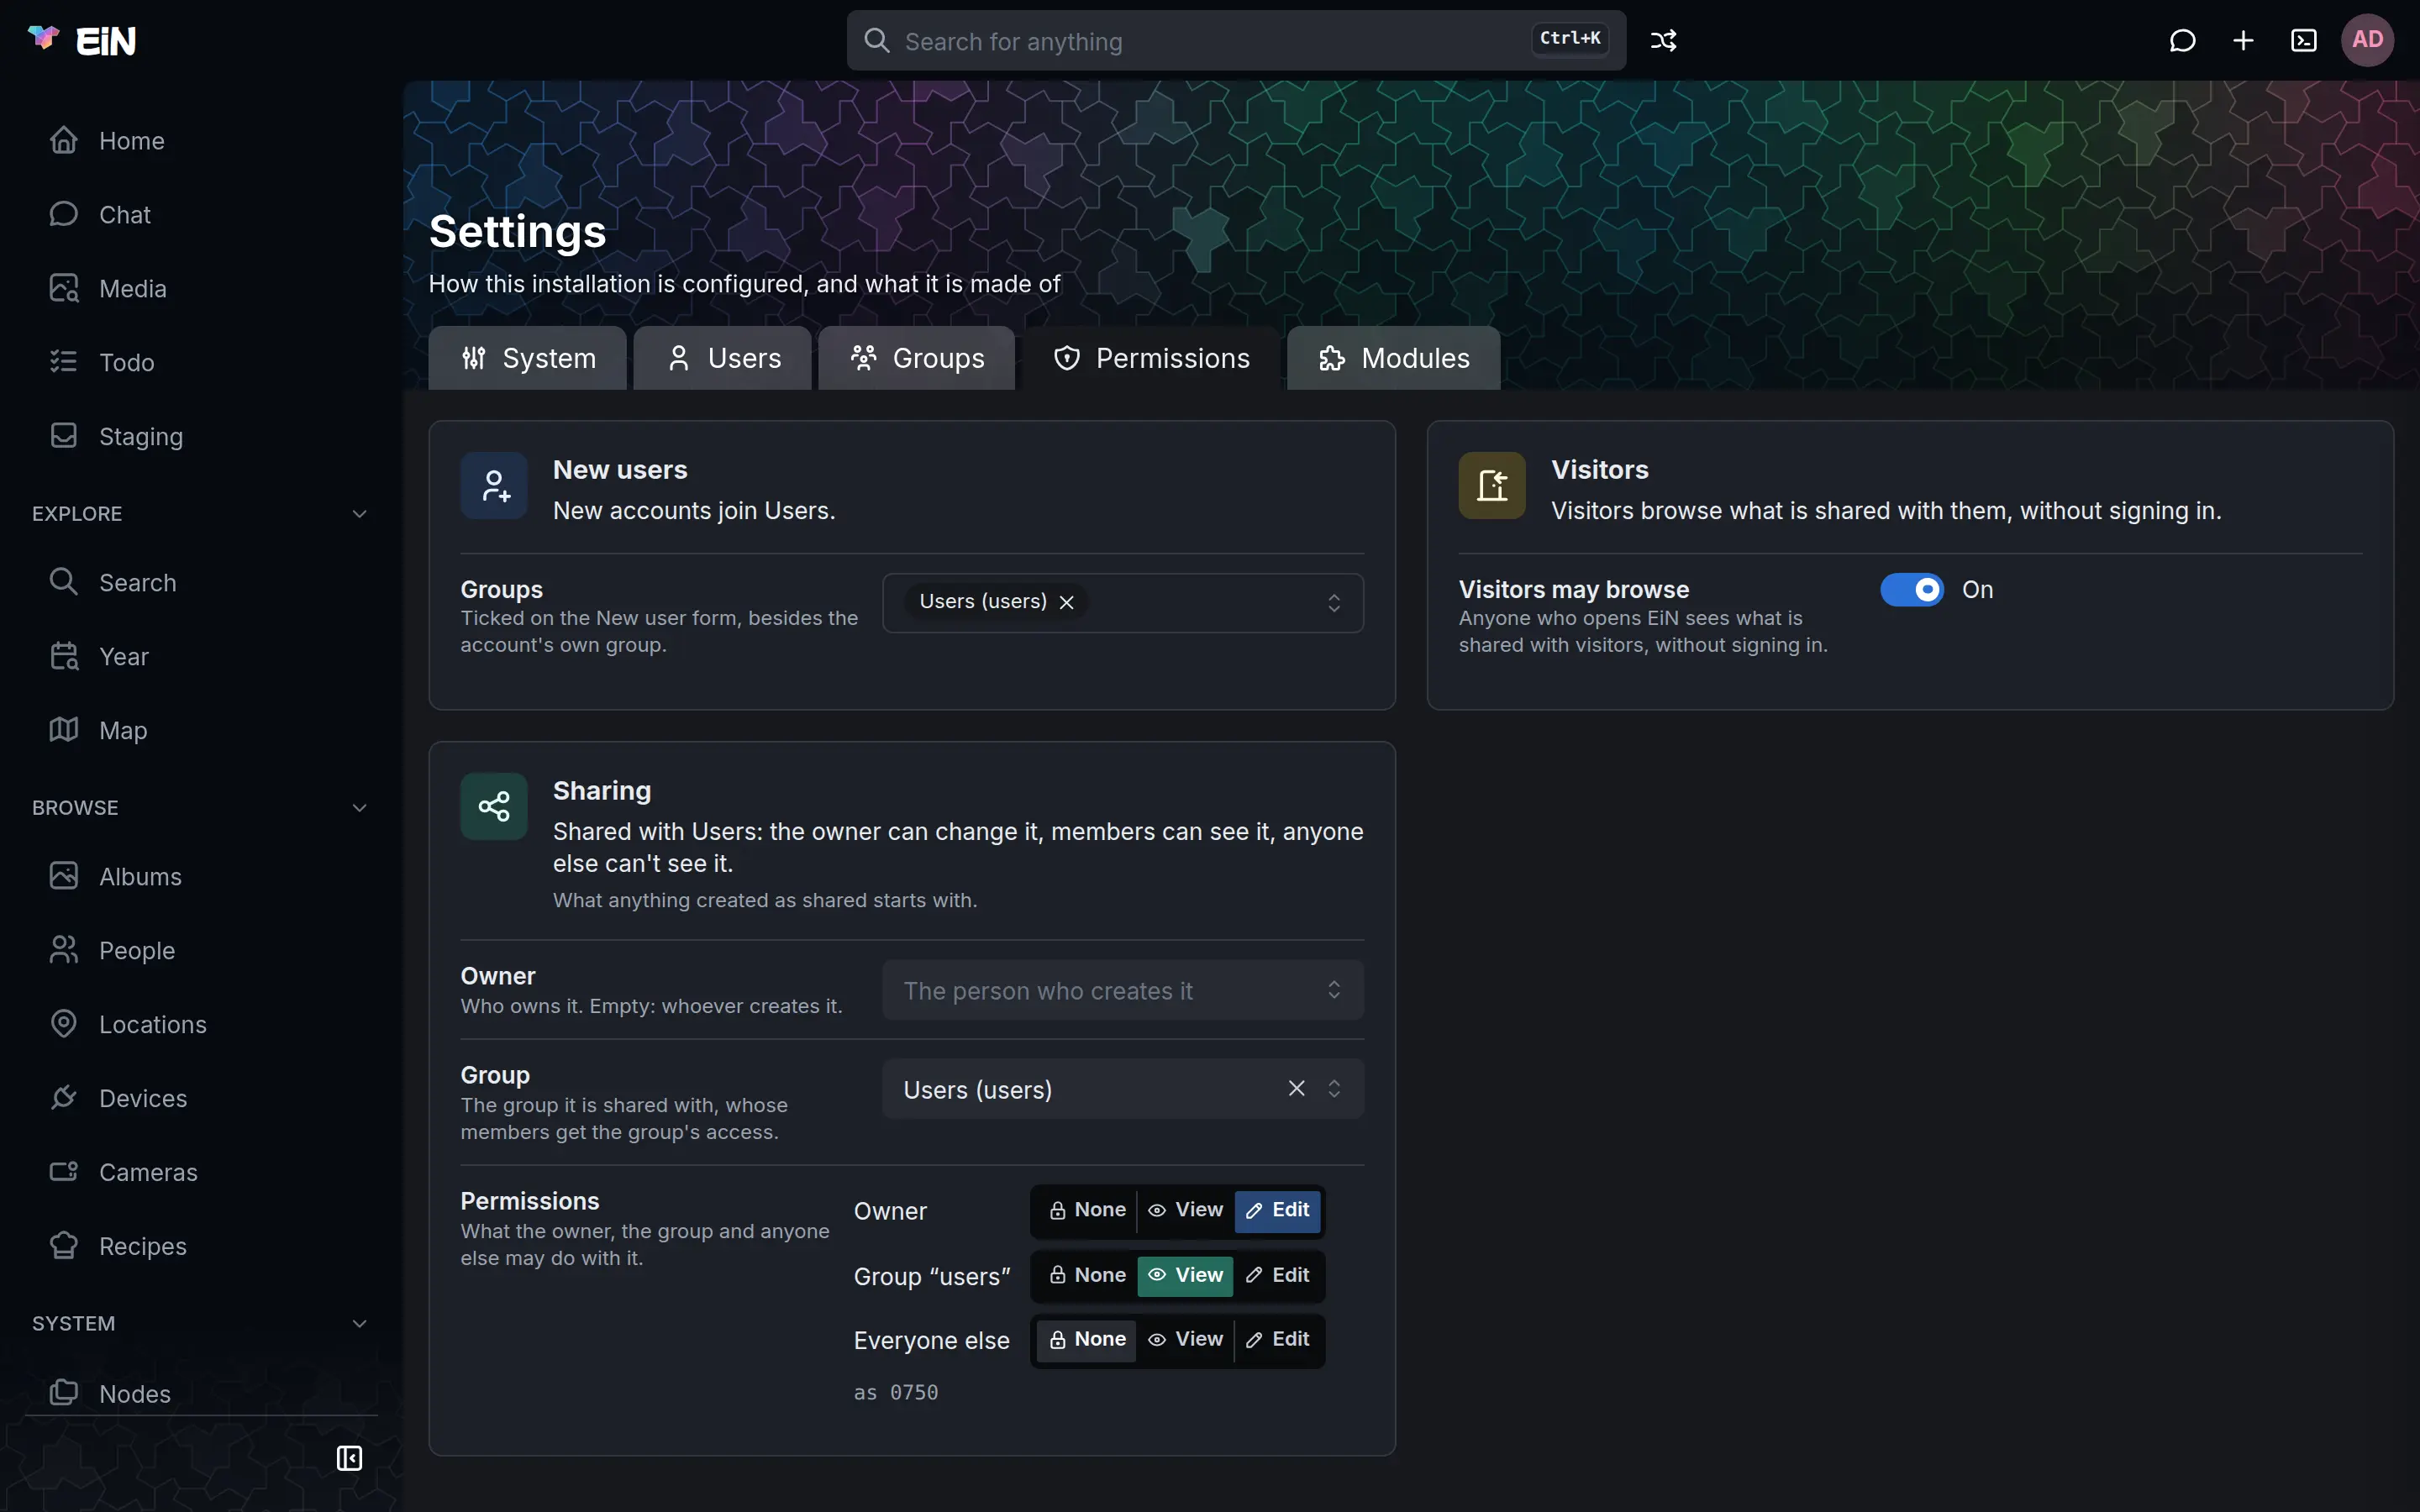 EiN
Search for anything
Ctrl+K
AD
Home
Chat
Media
Todo
Staging
EXPLORE
Search
Year
Map
BROWSE
Albums
People
Locations
Devices
Cameras
Recipes
SYSTEM
Nodes
Settings
How this installation is configured, and what it is made of
System
Users
Groups
Permissions
Modules
New users
New accounts join Users.
Groups
Ticked on the New user form, besides the
account's own group.
Users (users)
Visitors
Visitors browse what is shared with them, without signing in.
Visitors may browse
Anyone who opens EiN sees what is
shared with visitors, without signing in.
On
Sharing
Shared with Users: the owner can change it, members can see it, anyone
else can't see it.
What anything created as shared starts with.
Owner
Who owns it. Empty: whoever creates it.
The person who creates it
Group
The group it is shared with, whose
members get the group's access.
Users (users)
Permissions
What the owner, the group and anyone
else may do with it.
Owner
None
View
Edit
Group “users”
None
View
Edit
Everyone else
None
View
Edit
as 0750